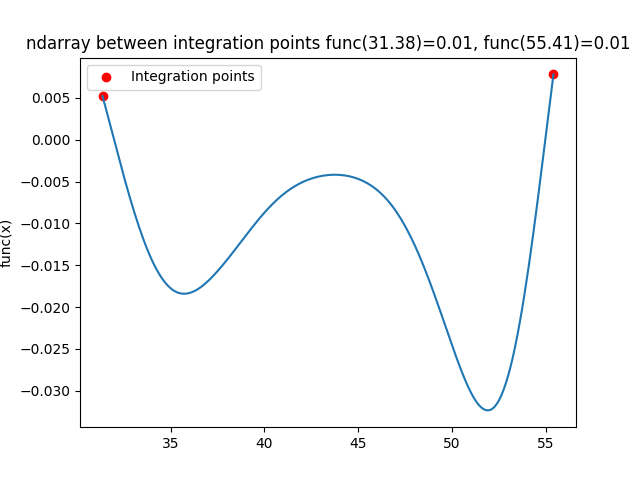 ndarray between integration points func(31.38)=0.01, func(55.41)=0.01
Integration points
func(x)
0.005
0.000
−0.005
−0.010
−0.015
−0.020
−0.025
−0.030
35 40 45 50 55